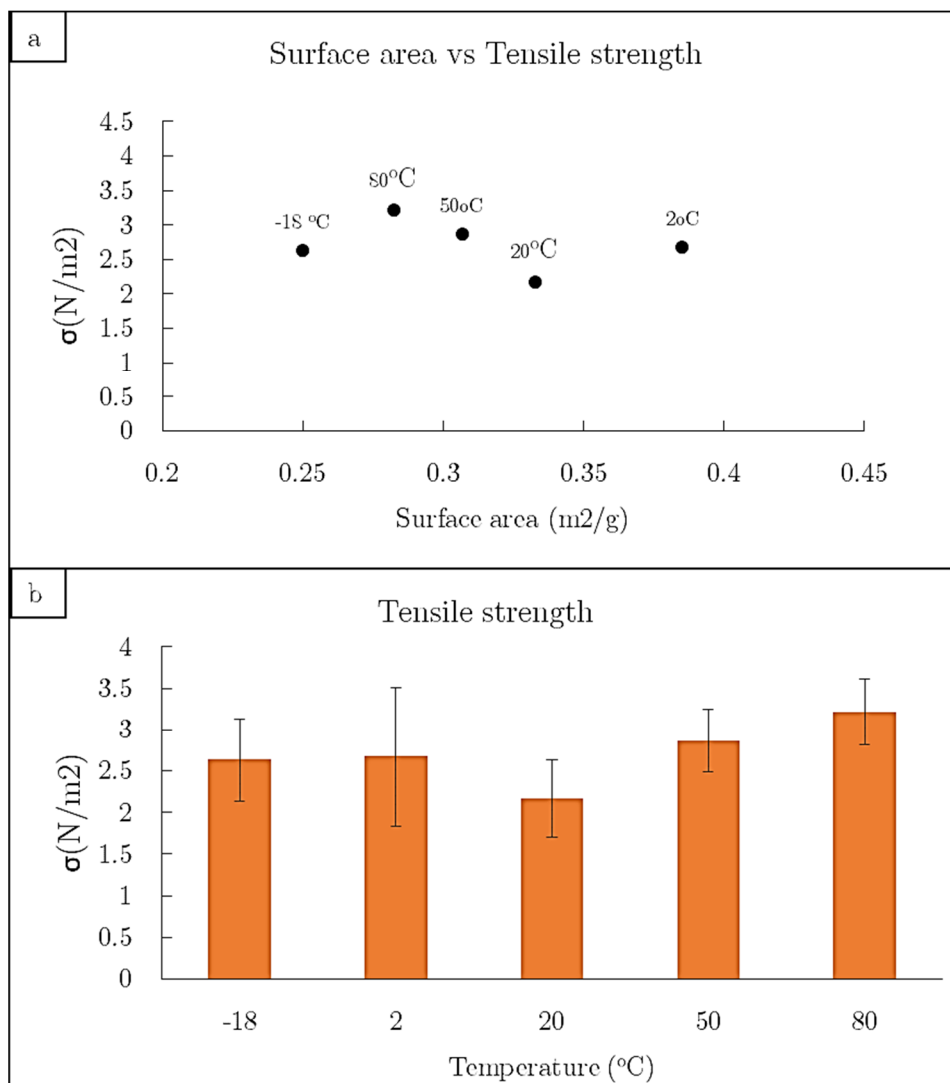 a
Surface area vs Tensile strength
4.5
4
3.5
3
2.5
2
1.5
1
0.5
0
σ(N/m2)
-18 °C
80°C
50oC
20°C
2oC
0.2 0.25 0.3 0.35 0.4 0.45
Surface area (m2/g)
b
Tensile strength
4
3.5
3
2.5
2
1.5
1
0.5
0
σ(N/m2)
-18 2 20 50 80
Temperature (°C)